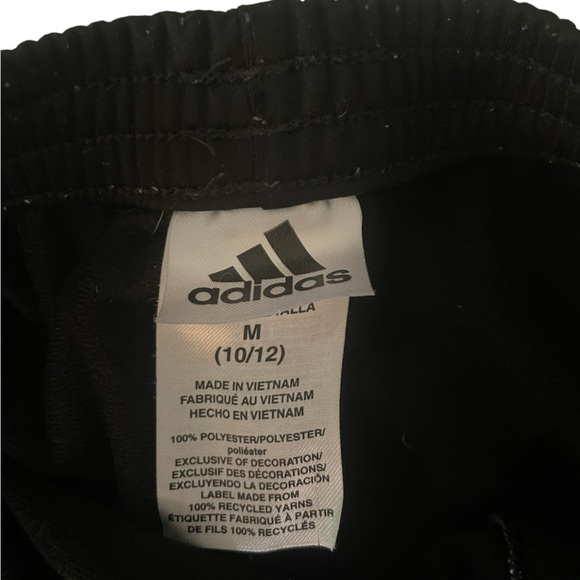 adidas
M
(10/12)
MADE IN VIETNAM
FABRIQUÉ AU VIETNAM
HECHO EN VIETNAM
100% POLYESTER/POLYESTER/
poliéster
EXCLUSIVE OF DECORATION/
EXCLUSIF DES DÉCORATIONS/
EXCLUYENDO LA DECORACIÓN
LABEL MADE FROM
100% RECYCLED YARNS
ÉTIQUETTE FABRIQUÉ À PARTIR
DE FILS 100% RECYCLÉS